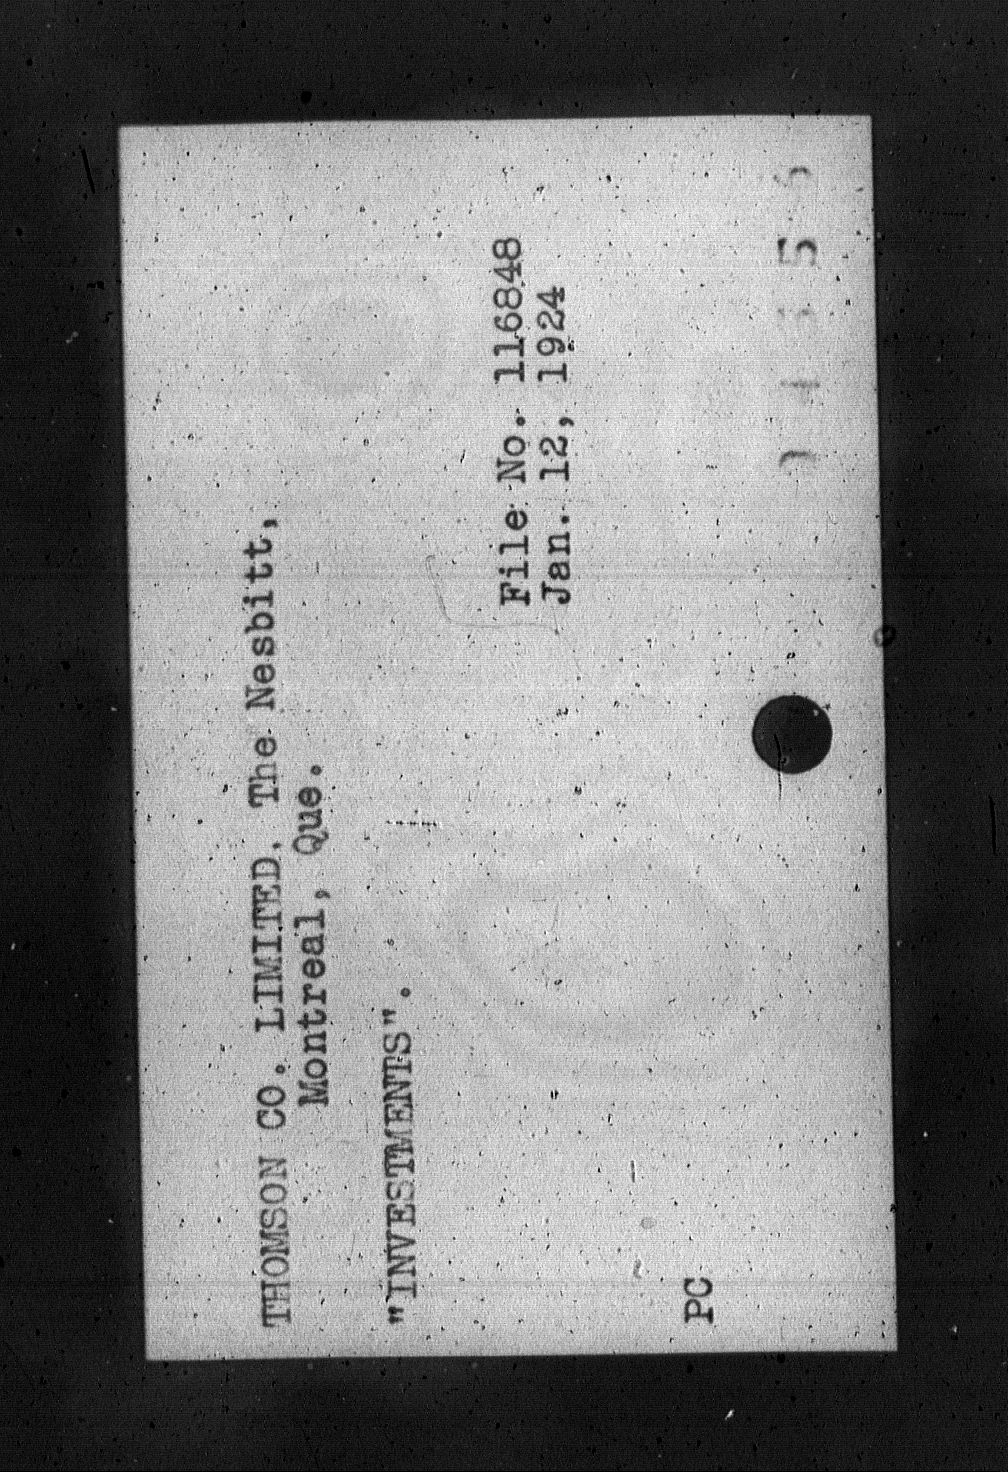 THOMSON CO. LIMITED, The Nesbitt,
Montreal, Que.
"INVESTMENTS".
File No. 116848
Jan. 12, 1924
PC